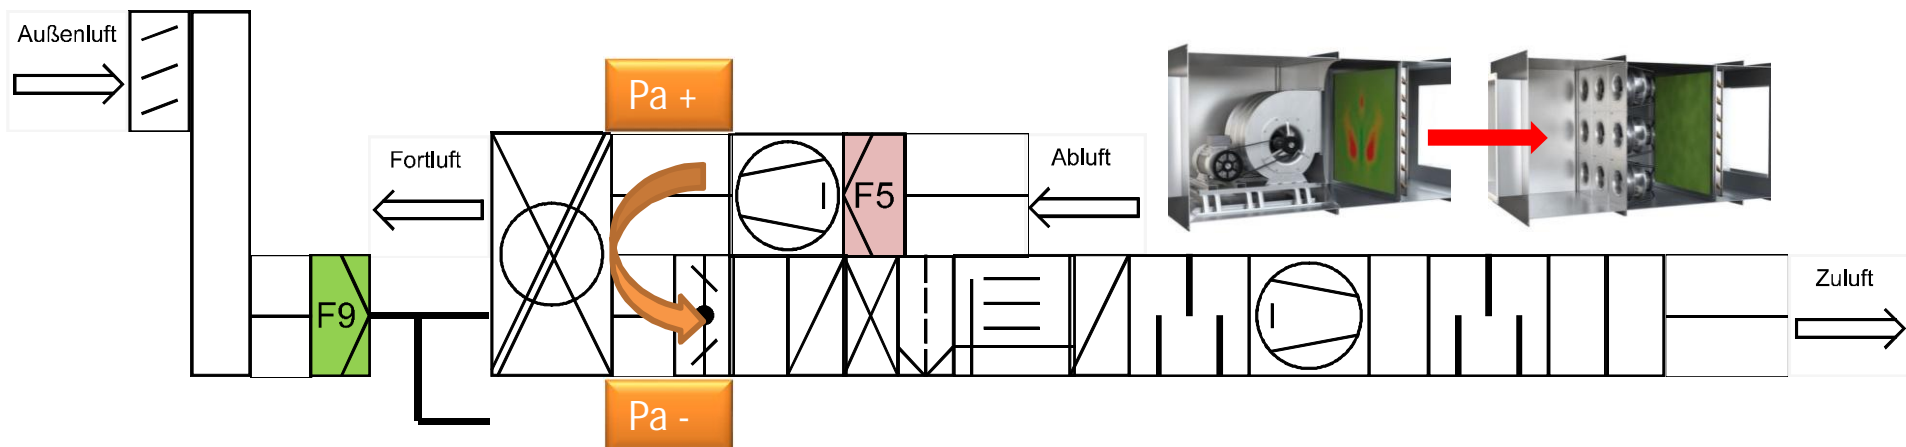 Außenluft
Pa +
Fortluft
F5
Abluft
F9
Zuluft
Pa -